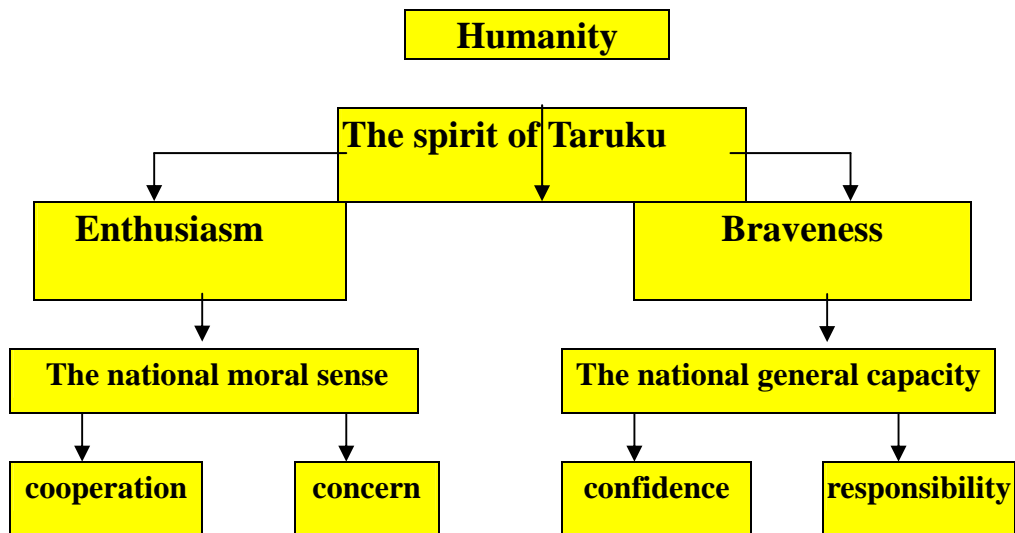 Humanity
The spirit of Taruku
Enthusiasm
Braveness
The national moral sense
The national general capacity
cooperation
concern
confidence
responsibility